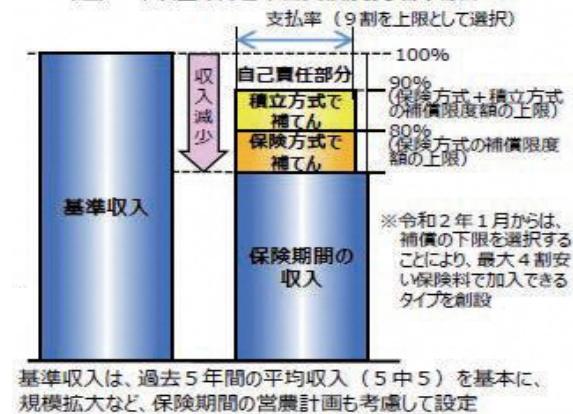 支払率（９割を上限として選択）
100%
収入減少
自己責任部分
90%
(保険方式＋積立方式
の補償限度額の上限)
積立方式で
補てん
80%
(保険方式の補償限度
額の上限)
保険方式で
補てん
基準収入
保険期間の
収入
※令和２年１月からは、
補償の下限を選択する
ことにより、最大４割安
い保険料で加入できる
タイプを創設
基準収入は、過去５年間の平均収入（５中５）を基本に、
規模拡大など、保険期間の営農計画も考慮して設定